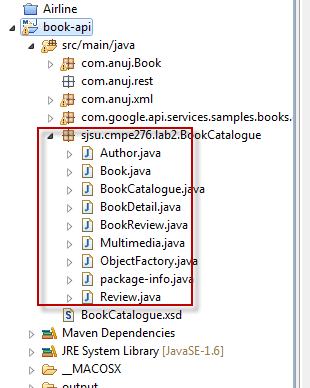 Airline
book-api
src/main/java
com.anuj.Book
com.anuj.rest
com.anuj.xml
com.google.api.services.samples.books.
sjsu.cmpe276.lab2.BookCatalogue
Author.java
Book.java
BookCatalogue.java
BookDetail.java
BookReview.java
Multimedia.java
ObjectFactory.java
package-info.java
Review.java
BookCatalogue.xsd
Maven Dependencies
JRE System Library [JavaSE-1.6]
__MACOSX
output